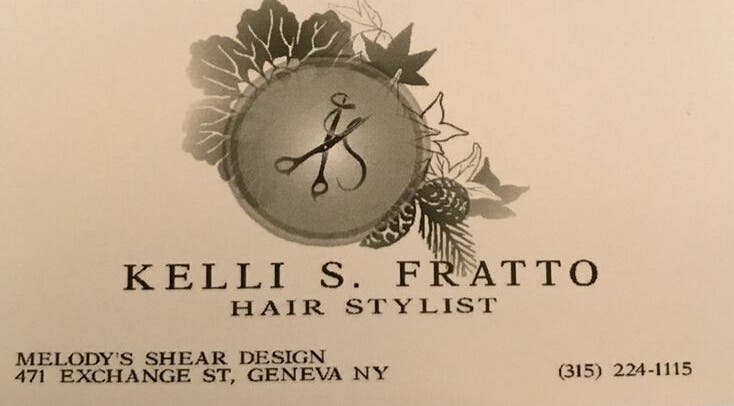 KELLI S. FRATTO
HAIR STYLIST
MELODY'S SHEAR DESIGN
471 EXCHANGE ST, GENEVA NY
(315) 224-1115